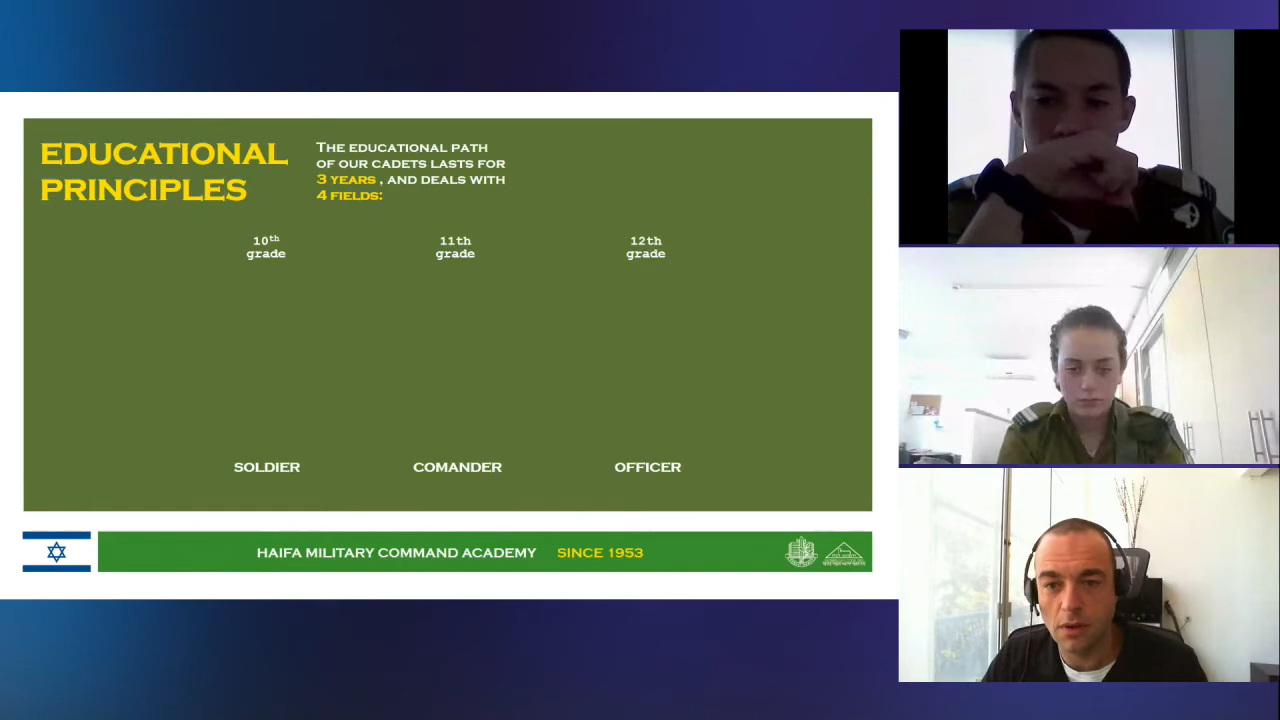 EDUCATIONAL
PRINCIPLES
THE EDUCATIONAL PATH
OF OUR CADETS LASTS FOR
3 YEARS , AND DEALS WITH
4 FIELDS:
10th grade
11th grade
12th grade
SOLDIER
COMANDER
OFFICER
HAIFA MILITARY COMMAND ACADEMY SINCE 1953